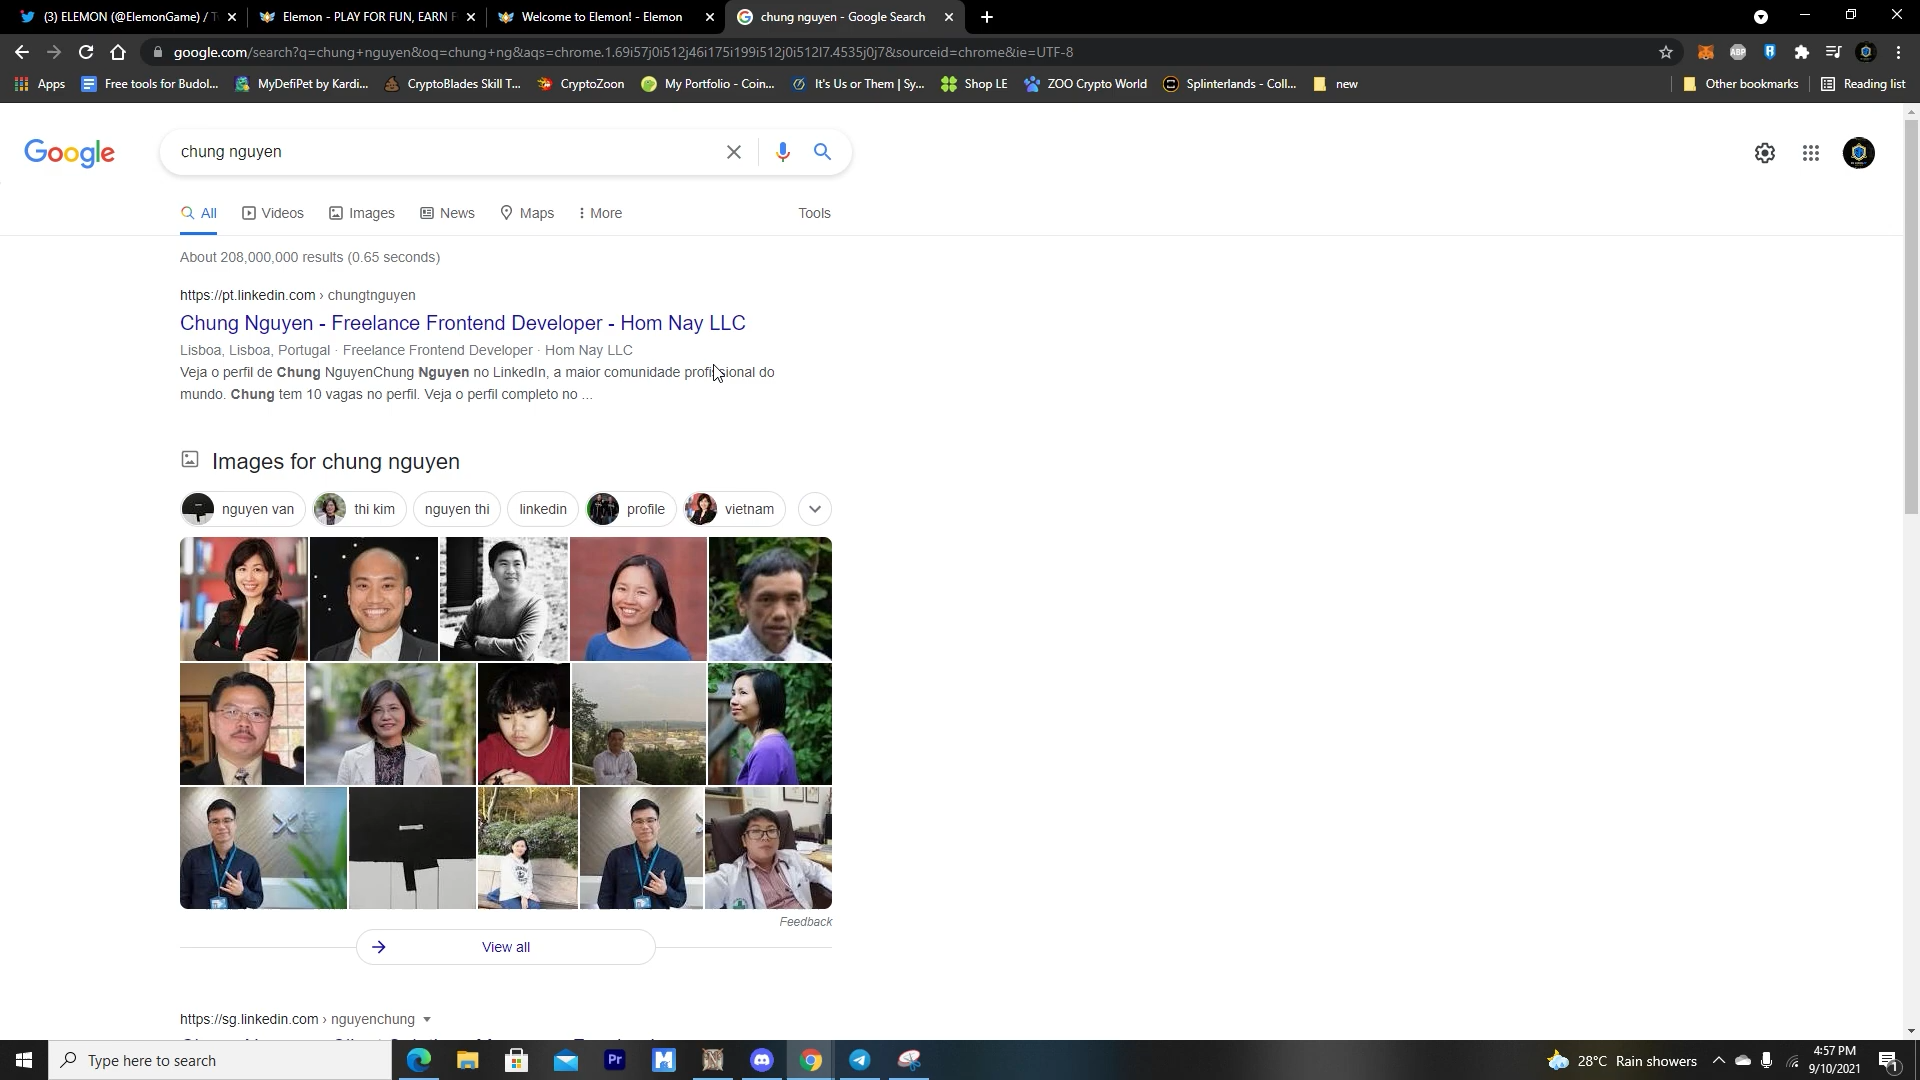 (3) ELEMON (@ElemonGame) / T
Elemon - PLAY FOR FUN, EARN F
Welcome to Elemon! - Elemon
chung nguyen - Google Search
google.com/search?q=chung+nguyen&oq=chung+ng&aqs=chrome.1.69i57j0i512j46i175i199i512j0i512l7.4535j0j7&sourceid=chrome&ie=UTF-8
Apps
Free tools for Budol...
MyDefiPet by Kardi...
CryptoBlades Skill T...
CryptoZoon
My Portfolio - Coin...
It's Us or Them | Sy...
Shop LE
ZOO Crypto World
Splinterlands - Coll...
new
Other bookmarks
Reading list
Google
chung nguyen
All
Videos
Images
News
Maps
More
Tools
About 208,000,000 results (0.65 seconds)
https://pt.linkedin.com › chungtnguyen
Chung Nguyen - Freelance Frontend Developer - Hom Nay LLC
Lisboa, Lisboa, Portugal · Freelance Frontend Developer · Hom Nay LLC
Veja o perfil de Chung NguyenChung Nguyen no LinkedIn, a maior comunidade profissional do
mundo. Chung tem 10 vagas no perfil. Veja o perfil completo no ...
Images for chung nguyen
nguyen van
thi kim
nguyen thi
linkedin
profile
vietnam
Feedback
View all
https://sg.linkedin.com › nguyenchung
Type here to search
Pr
28°C Rain showers
4:57 PM
9/10/2021
1